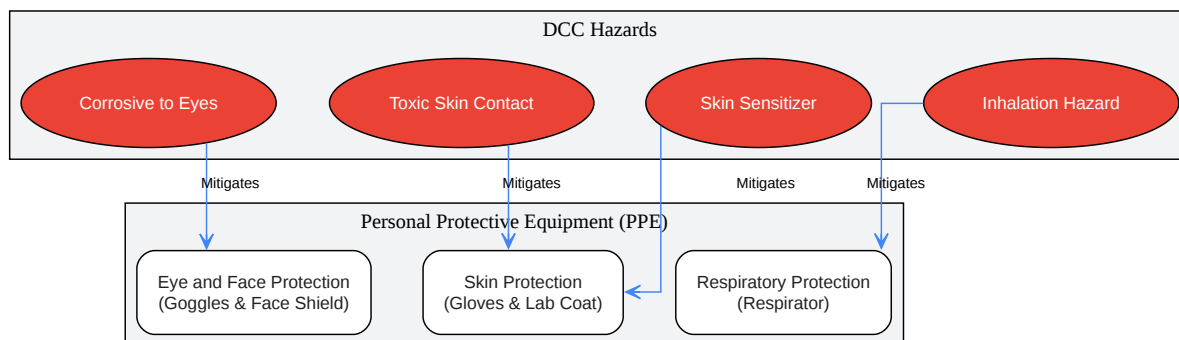 DCC Hazards
Corrosive to Eyes
Toxic Skin Contact
Skin Sensitizer
Inhalation Hazard
Mitigates
Mitigates
Mitigates
Mitigates
Personal Protective Equipment (PPE)
Eye and Face Protection
(Goggles & Face Shield)
Skin Protection
(Gloves & Lab Coat)
Respiratory Protection
(Respirator)